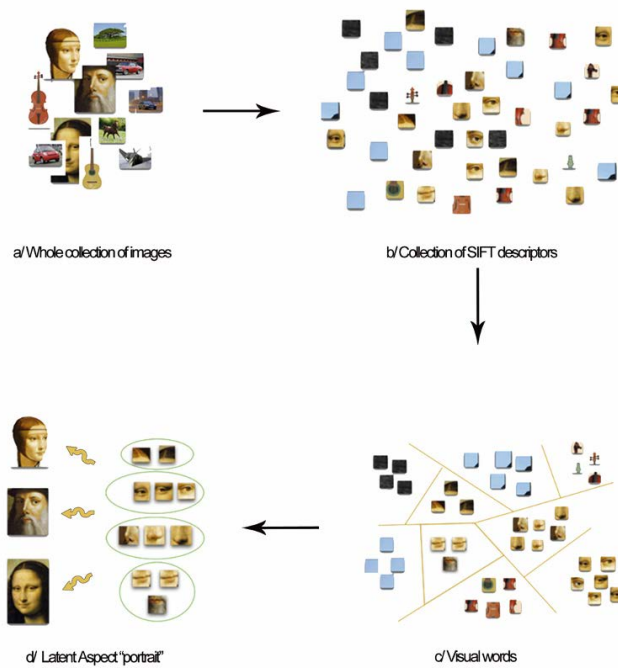 a/ Whole collection of images
b/ Collection of SIFT descriptors
d/ Latent Aspect "portrait"
c/ Visual words